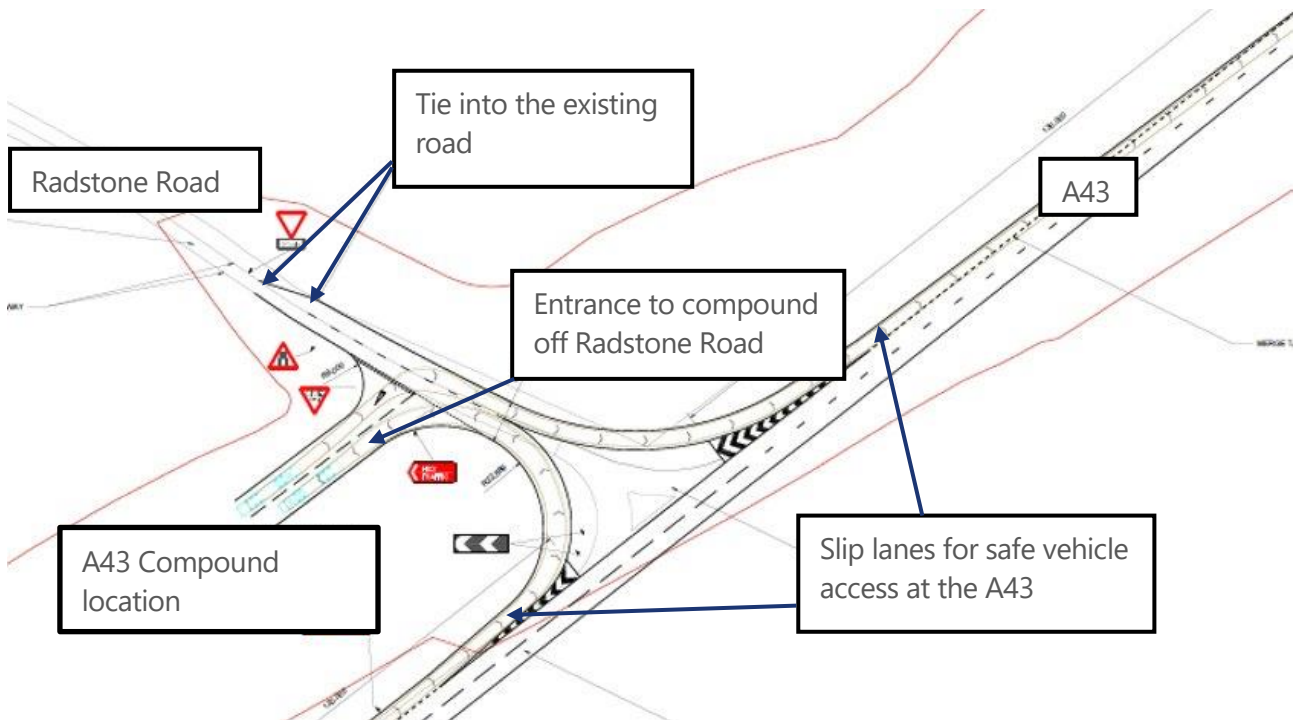 Tie into the existing
road
Radstone Road
A43
Entrance to compound
off Radstone Road
A43 Compound
location
Slip lanes for safe vehicle
access at the A43